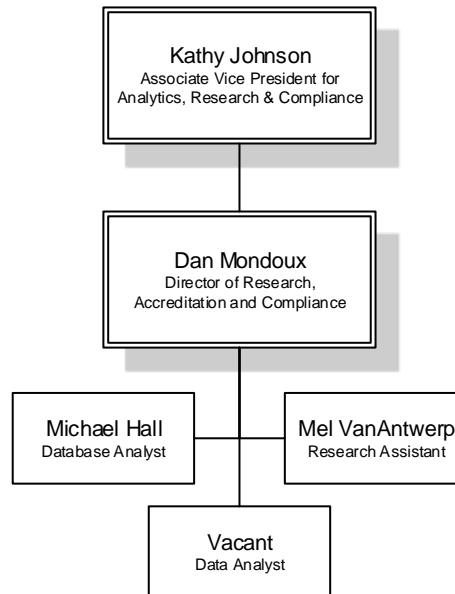 Kathy Johnson
Associate Vice President for
Analytics, Research & Compliance
Dan Mondoux
Director of Research,
Accreditation and Compliance
Michael Hall
Database Analyst
Mel VanAntwerp
Research Assistant
Vacant
Data Analyst